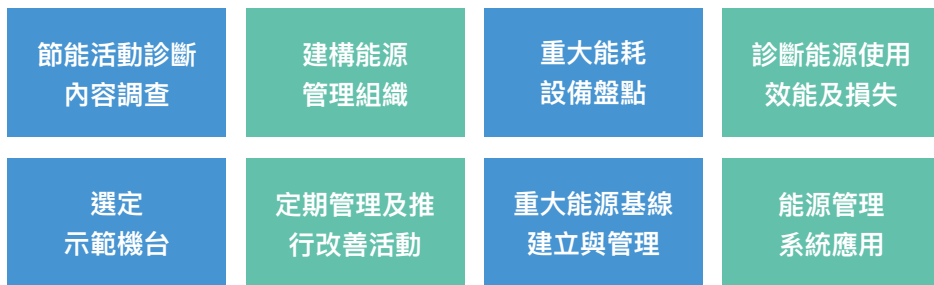 節能活動診斷
內容調查
建構能源
管理組織
重大能耗
設備盤點
診斷能源使用
效能及損失
選定
示範機台
定期管理及推
行改善活動
重大能源基線
建立與管理
能源管理
系統應用